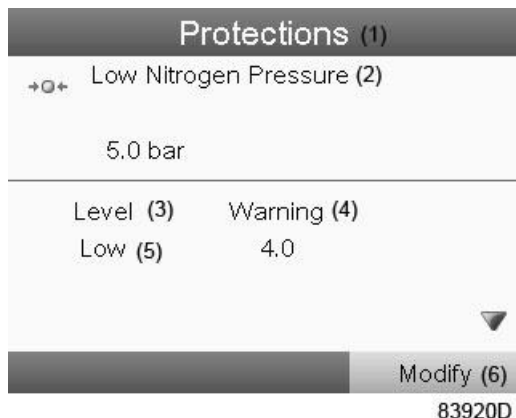 Protections (1)
Low Nitrogen Pressure (2)
5.0 bar
Level (3) Warning (4)
Low (5) 4.0
Modify (6)
83920D